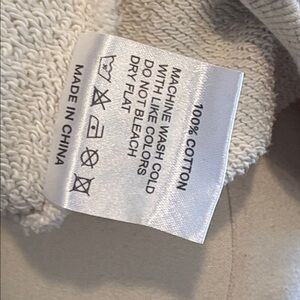 100% COTTON
MACHINE WASH COLD
WITH LIKE COLORS
DO NOT BLEACH
DRY FLAT
MADE IN CHINA